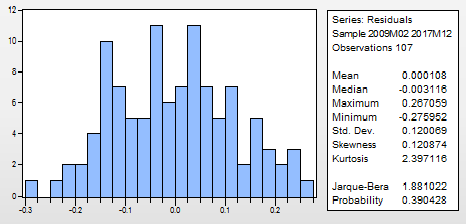 12
10
8
6
4
2
0
-0.3
-0.2
-0.1
0.0
0.1
0.2
Series: Residuals
Sample 2009M02 2017M12
Observations 107
Mean 0.000108
Median -0.003116
Maximum 0.267059
Minimum -0.275952
Std. Dev. 0.120069
Skewness 0.120874
Kurtosis 2.397116
Jarque-Bera 1.881022
Probability 0.390428